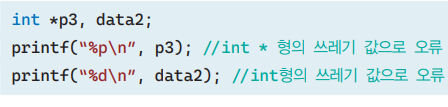 int *p3, data2;
printf(“%p\n”, p3); //int * 형의 쓰레기 값으로 오류
printf(“%d\n”, data2); //int형의 쓰레기 값으로 오류